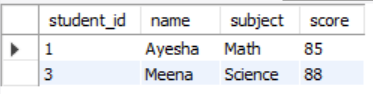 student_id name subject score
1 Ayesha Math 85
3 Meena Science 88